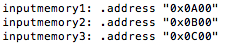 inputmemory1: .address "0x0A00"
inputmemory2: .address "0x0B00"
inputmemory3: .address "0x0C00"